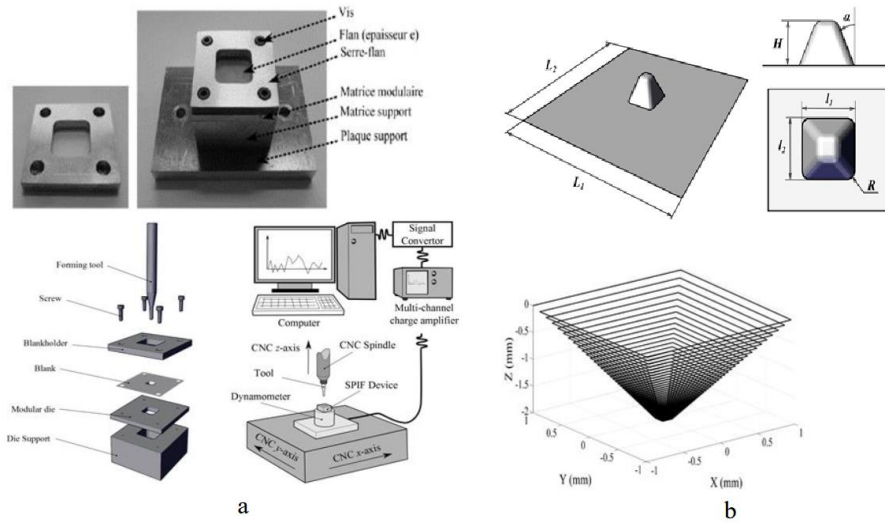 Vis
Flan (epaisseur e)
Serre-flan
Matrice modulaire
Matrice support
Plaque support
L2
L1
H
α
l1
l2
R
Forming tool
Screw
Blankholder
Blank
Modular die
Die Support
Computer
Signal
Convertor
Multi-channel
charge amplifier
CNC z-axis
CNC Spindle
Tool
SPIF Device
Dynamometer
CNC y-axis
CNC x-axis
Z (mm)
0
-0.5
-1
-1.5
-2
1
0.5
0
-0.5
-1
Y (mm)
-1
-0.5
0
0.5
1
X (mm)
a
b